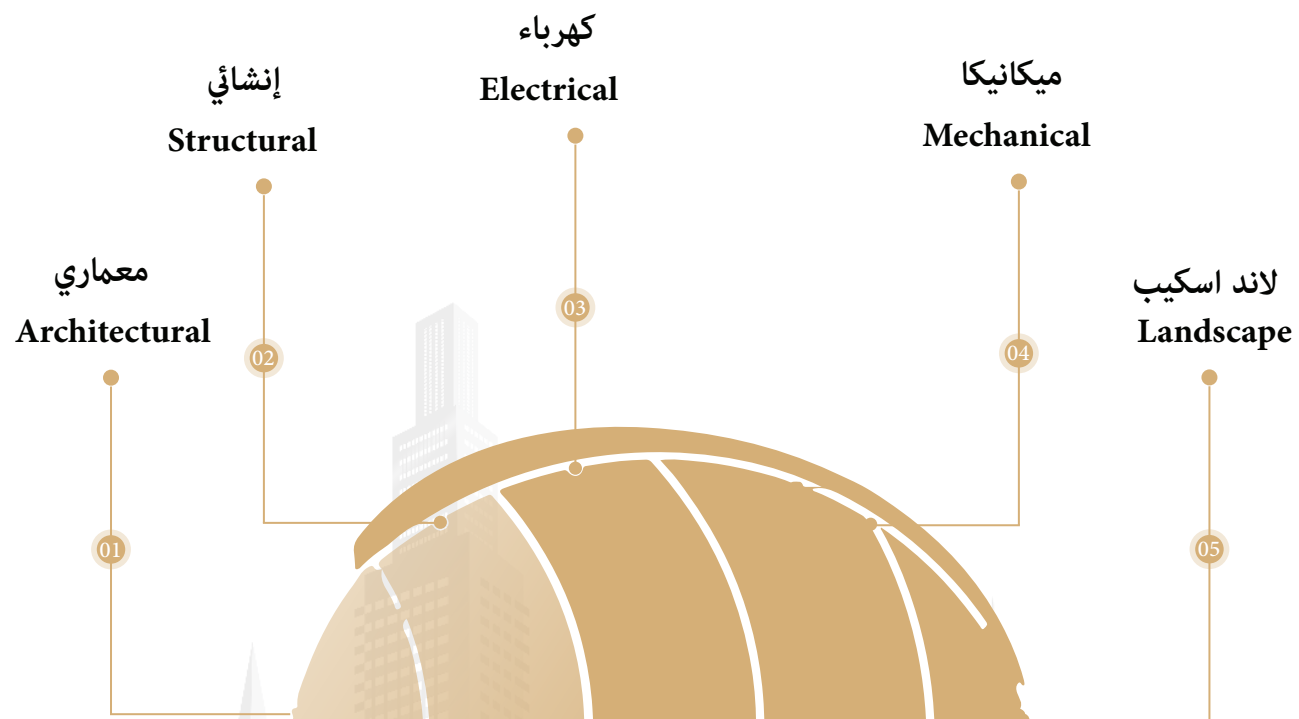 معماري
Architectural
01
إنشائي
Structural
02
كهرباء
Electrical
03
ميكانيكا
Mechanical
04
لاند اسكيب
Landscape
05